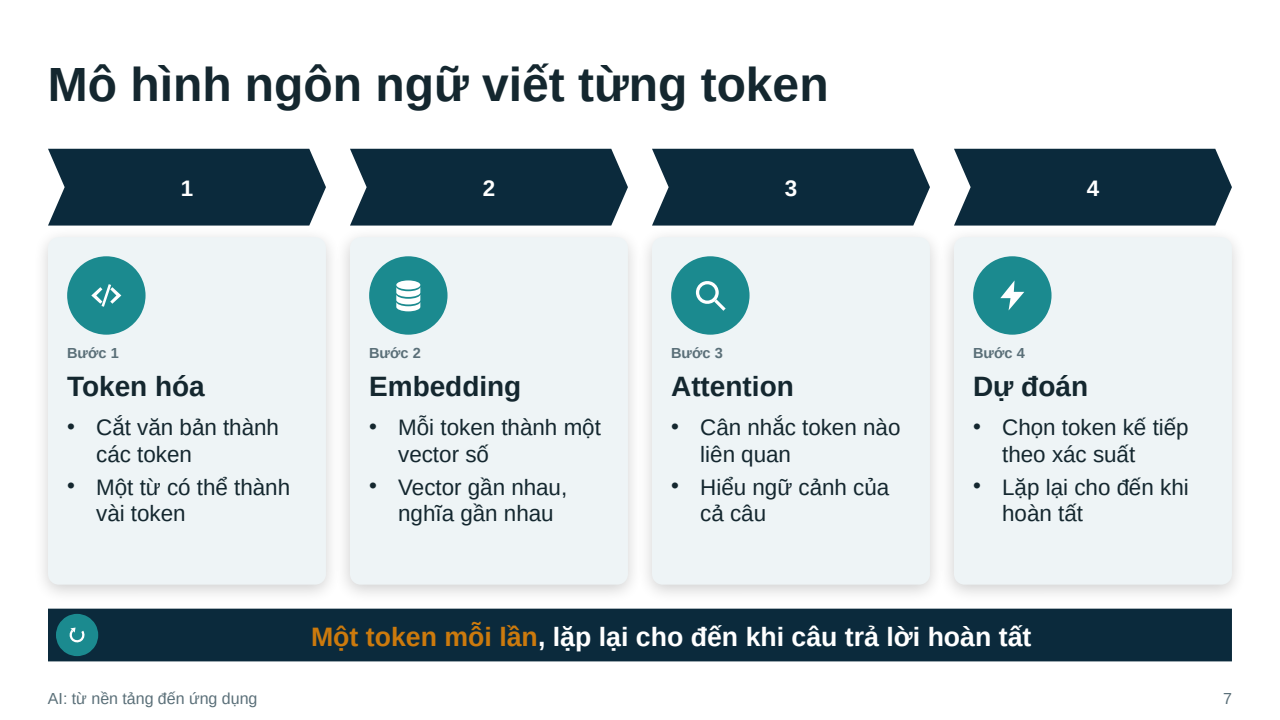 Mô hình ngôn ngữ viết từng token
1
2
3
4
Bước 1
Token hóa
• Cắt văn bản thành
các token
• Một từ có thể thành
vài token
Bước 2
Embedding
• Mỗi token thành một
vector số
• Vector gần nhau,
nghĩa gần nhau
Bước 3
Attention
• Cân nhắc token nào
liên quan
• Hiểu ngữ cảnh của
cả câu
Bước 4
Dự đoán
• Chọn token kế tiếp
theo xác suất
• Lặp lại cho đến khi
hoàn tất
Một token mỗi lần, lặp lại cho đến khi câu trả lời hoàn tất
AI: từ nền tảng đến ứng dụng
7